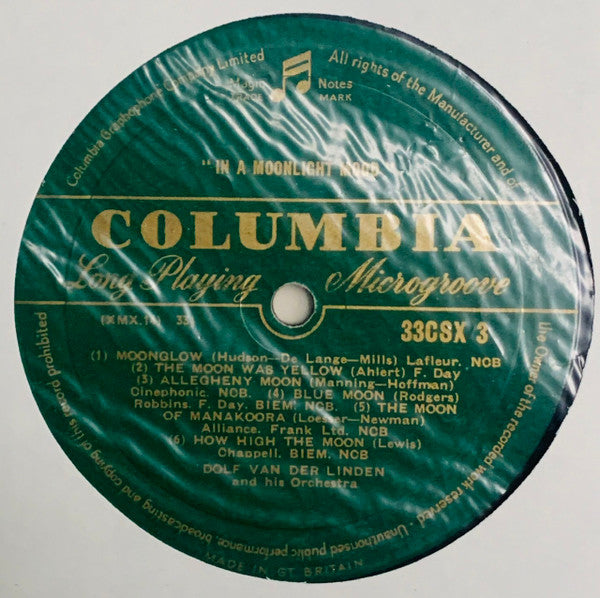 Columbia Graphophone Company Limited
All rights of the Manufacturer and of
the Owner of the recorded work reserved - Unauthorised public performance, broadcasting and copying of this record prohibited
Magic Notes
TRADE MARK
"IN A MOONLIGHT MOOD
COLUMBIA
Long Playing Microgroove
33CSX 3
(1) MOONGLOW (Hudson—De Lange—Mills) Lafleur. NCB
(2) THE MOON WAS YELLOW (Ahlert) F. Day
(3) ALLEGHENY MOON (Manning—Hoffman)
Cinephonic. NCB. (4) BLUE MOON (Rodgers)
Robbins. F. Day. BIEM. NCB. (5) THE MOON
OF MANAKOORA (Loesser—Newman)
Alliance. Frank Ltd. NCB
(6) HOW HIGH THE MOON (Lewis)
Chappell. BIEM. NCB
DOLF VAN DER LINDEN
and his Orchestra
MADE IN GT BRITAIN